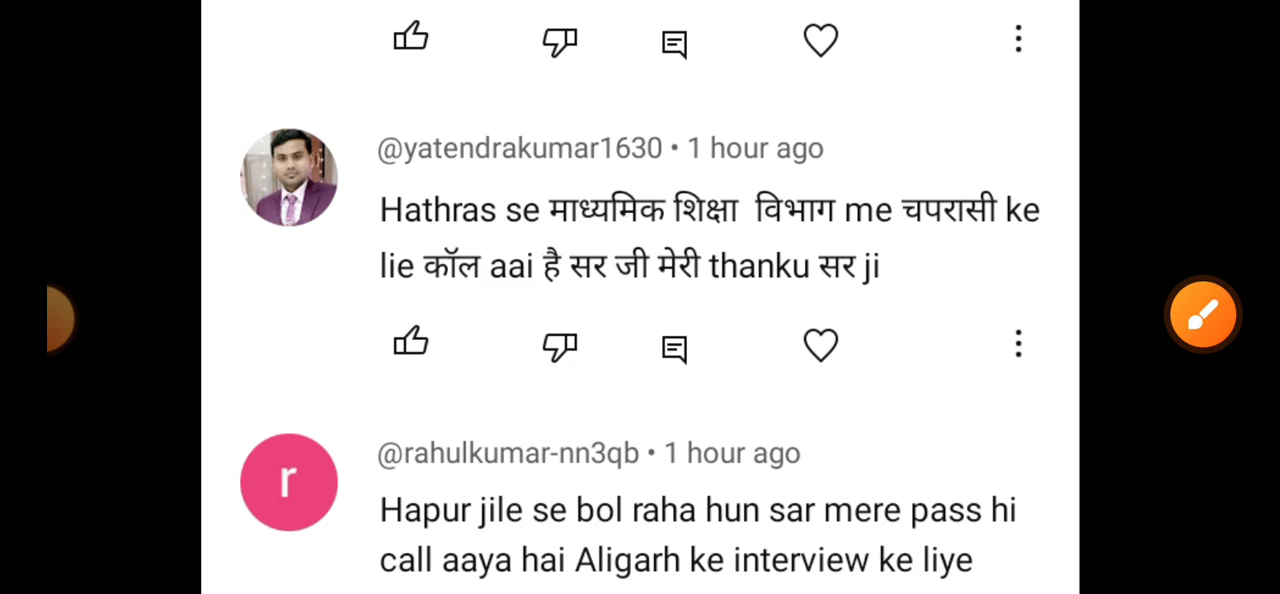 @yatendrakumar1630 • 1 hour ago
Hathras se माध्यमिक शिक्षा विभाग me चपरासी ke
lie कॉल aai है सर जी मेरी thanku सर ji
r
@rahulkumar-nn3qb • 1 hour ago
Hapur jile se bol raha hun sar mere pass hi
call aaya hai Aligarh ke interview ke liye